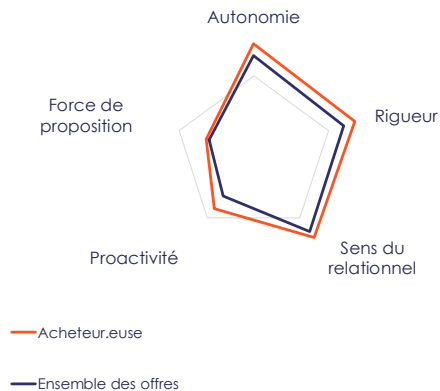 Autonomie
Force de
proposition
Rigueur
Sens du
relationnel
Proactivité
Acheteur.euse
Ensemble des offres